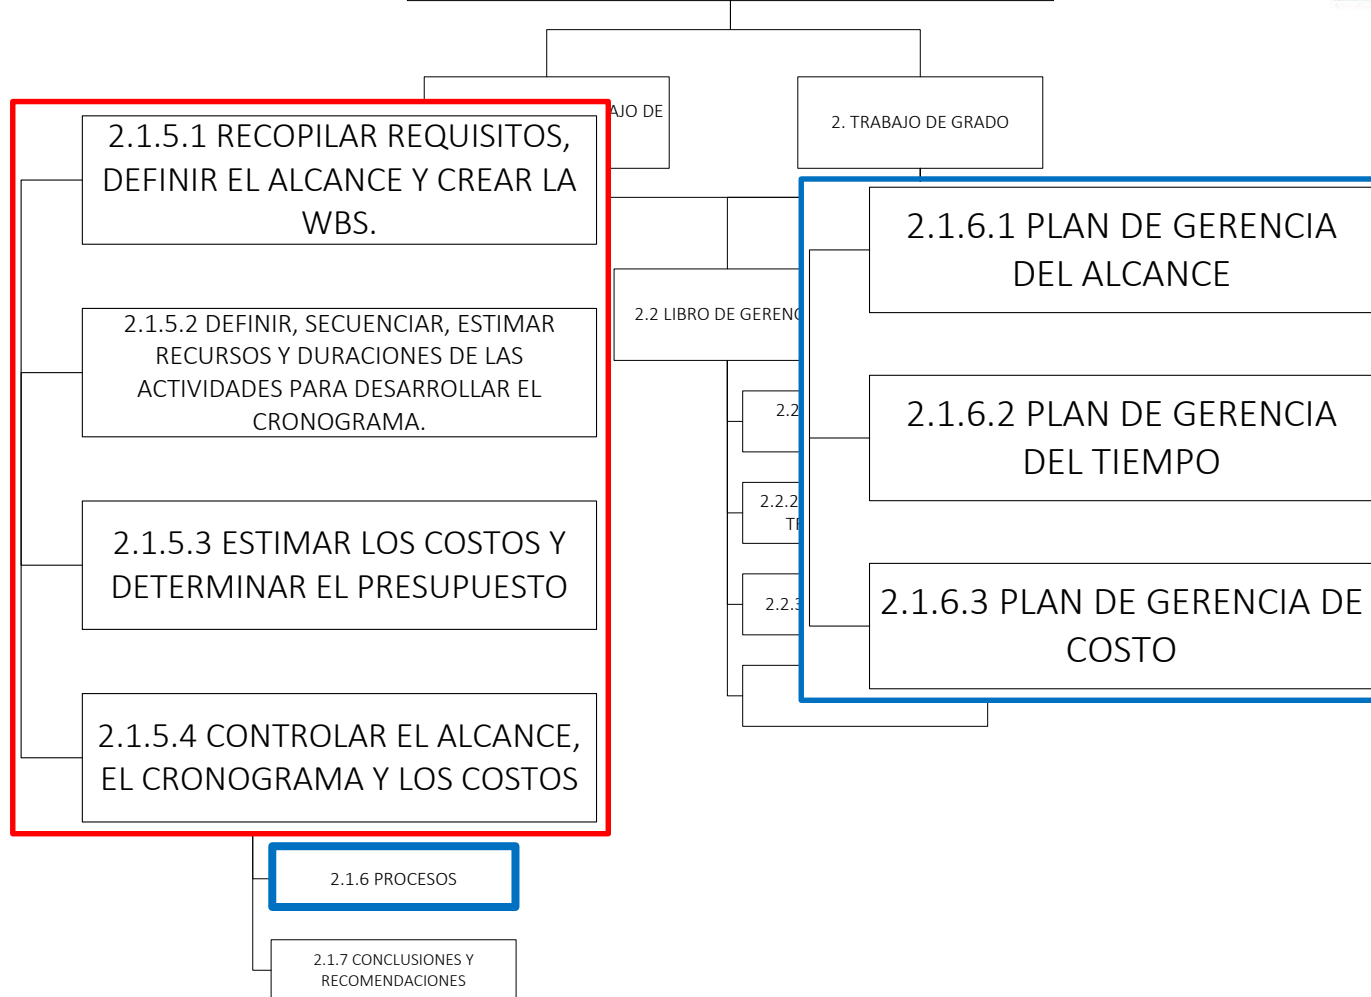 AJO DE
2. TRABAJO DE GRADO
2.1.5.1 RECOPILAR REQUISITOS,
DEFINIR EL ALCANCE Y CREAR LA
WBS.
2.1.5.2 DEFINIR, SECUENCIAR, ESTIMAR
RECURSOS Y DURACIONES DE LAS
ACTIVIDADES PARA DESARROLLAR EL
CRONOGRAMA.
2.1.5.3 ESTIMAR LOS COSTOS Y
DETERMINAR EL PRESUPUESTO
2.1.5.4 CONTROLAR EL ALCANCE,
EL CRONOGRAMA Y LOS COSTOS
2.1.6 PROCESOS
2.1.7 CONCLUSIONES Y
RECOMENDACIONES
2.2 LIBRO DE GERENC
2.2
2.2.2
2.2.3
2.1.6.1 PLAN DE GERENCIA
DEL ALCANCE
2.1.6.2 PLAN DE GERENCIA
DEL TIEMPO
2.1.6.3 PLAN DE GERENCIA DE
COSTO